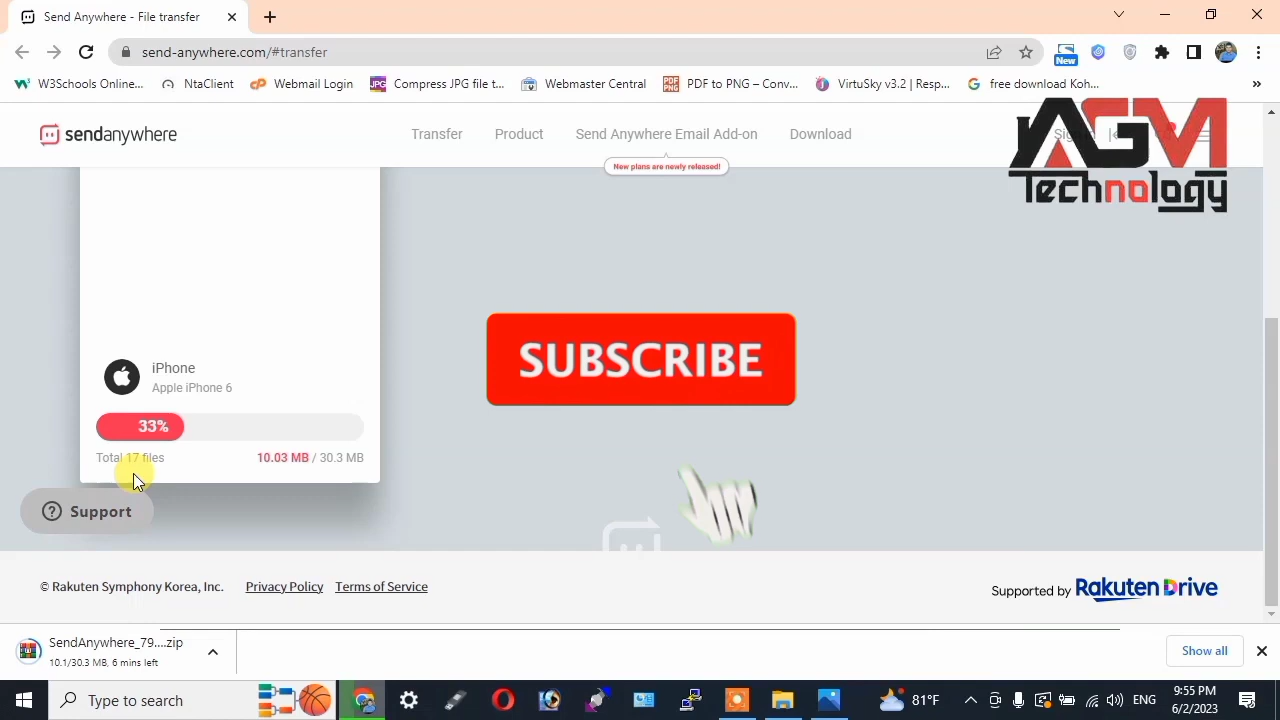 Send Anywhere - File transfer
send-anywhere.com/#transfer
New
W3Schools Online...
NtaClient
Webmail Login
Compress JPG file t...
Webmaster Central
PDF to PNG – Conv...
VirtuSky v3.2 | Resp...
free download Koh...
»
sendanywhere
Transfer
Product
Send Anywhere Email Add-on
Download
New plans are newly released!
AGM
Technology
iPhone
Apple iPhone 6
33%
Total 17 files
10.03 MB / 30.3 MB
SUBSCRIBE
Support
© Rakuten Symphony Korea, Inc.
Privacy Policy
Terms of Service
Supported by Rakuten Drive
SendAnywhere_79....zip
10.1/30.3 MB, 6 mins left
Show all
Type to search
81°F
ENG
9:55 PM
6/2/2023